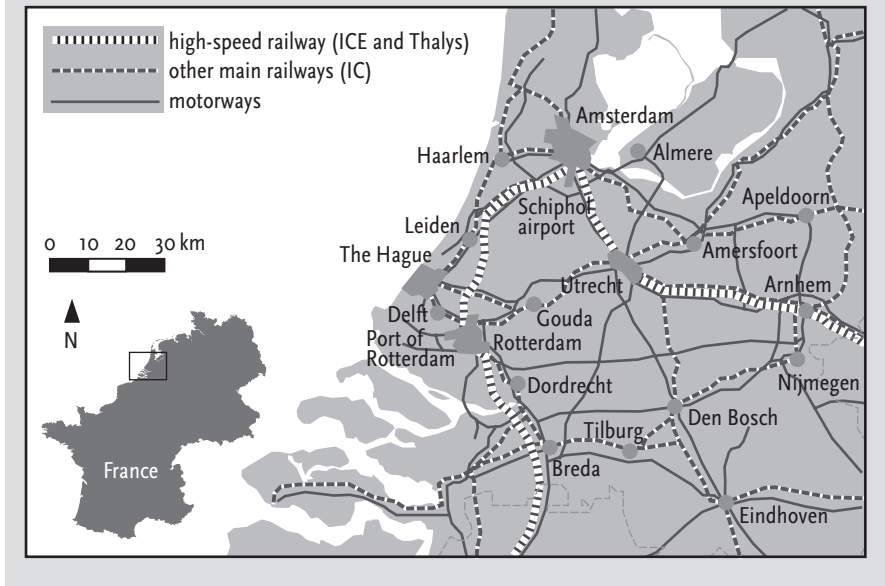 high-speed railway (ICE and Thalys)
other main railways (IC)
motorways
Amsterdam
Haarlem
Almere
Schiphol
airport
Apeldoorn
Leiden
Amersfoort
0 10 20 30 km
The Hague
Utrecht
Arnhem
N
Delft
Gouda
Port of
Rotterdam
Rotterdam
Nijmegen
Dordrecht
Den Bosch
Tilburg
Breda
France
Eindhoven